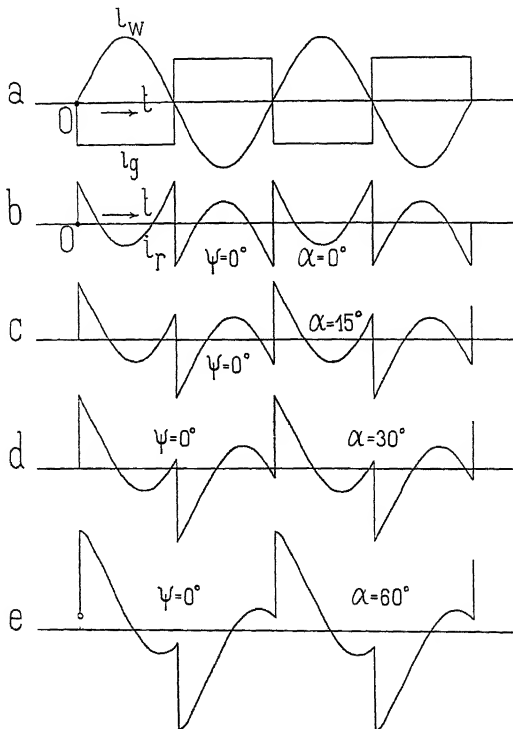 i_w
a
0 → t
i_g
b
→ t
0
i_r ψ=0° α=0°
c
α=15°
ψ=0°
d
ψ=0° α=30°
e
ψ=0° α=60°